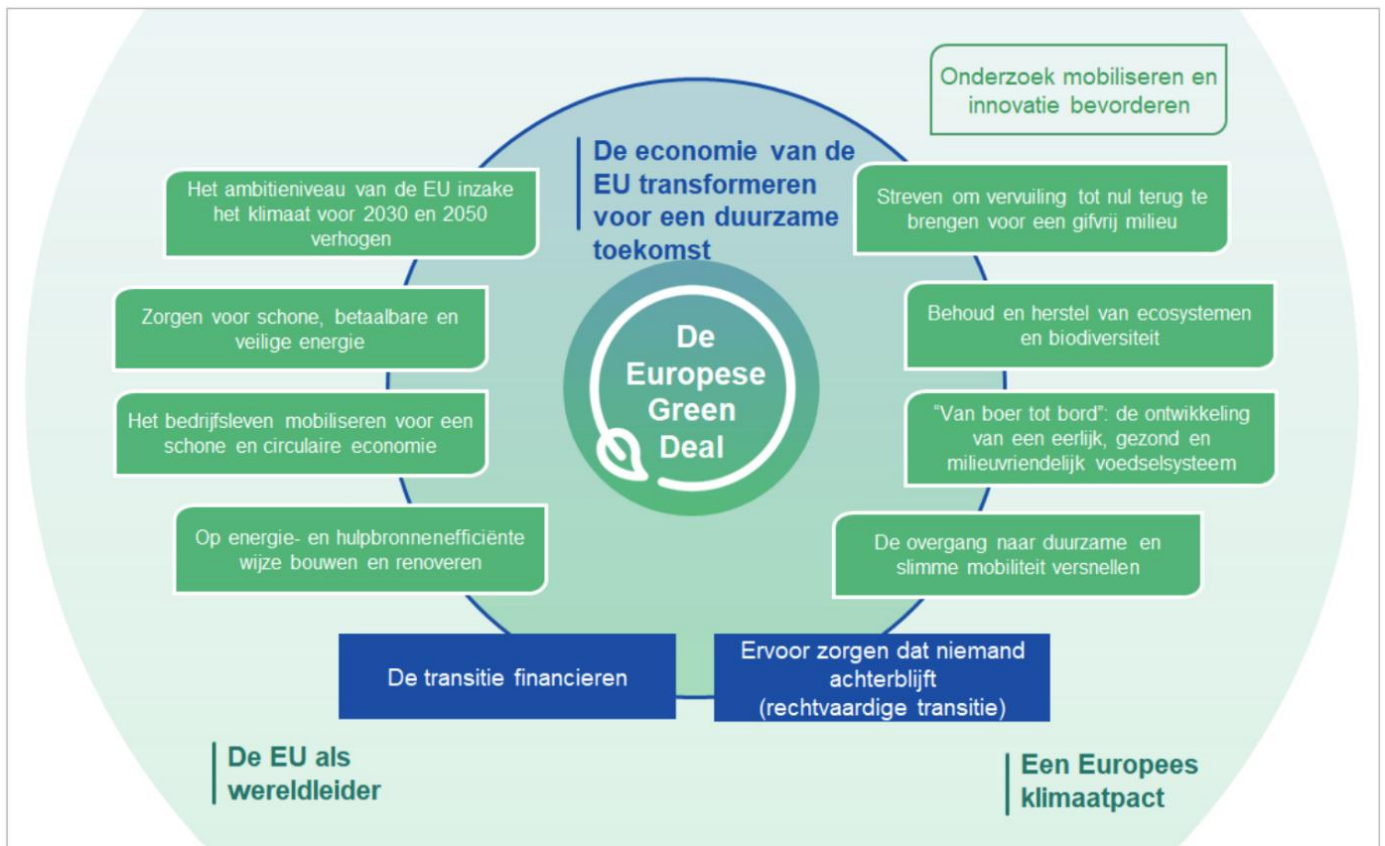 Onderzoek mobiliseren en
innovatie bevorderen
De economie van de
EU transformeren
voor een duurzame
toekomst
Het ambitieniveau van de EU inzake
het klimaat voor 2030 en 2050
verhogen
Streven om vervuiling tot nul terug te
brengen voor een gifvrij milieu
Zorgen voor schone, betaalbare en
veilige energie
Behoud en herstel van ecosystemen
en biodiversiteit
De
Europese
Green
Deal
Het bedrijfsleven mobiliseren voor een
schone en circulaire economie
"Van boer tot bord": de ontwikkeling
van een eerlijk, gezond en
milieuvriendelijk voedselsysteem
Op energie- en hulpbronnenefficiënte
wijze bouwen en renoveren
De overgang naar duurzame en
slimme mobiliteit versnellen
De transitie financieren
Ervoor zorgen dat niemand
achterblijft
(rechtvaardige transitie)
De EU als
wereldleider
Een Europees
klimaatpact